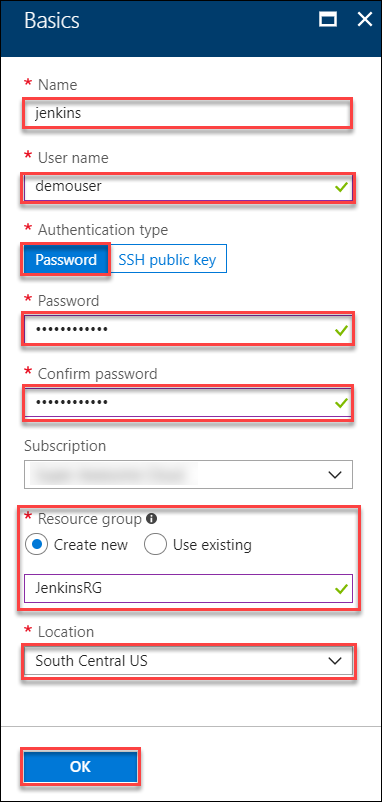 Basics
* Name
jenkins
* User name
demouser
* Authentication type
Password SSH public key
* Password
••••••••••••
* Confirm password
••••••••••••
Subscription
* Resource group
Create new Use existing
JenkinsRG
* Location
South Central US
OK